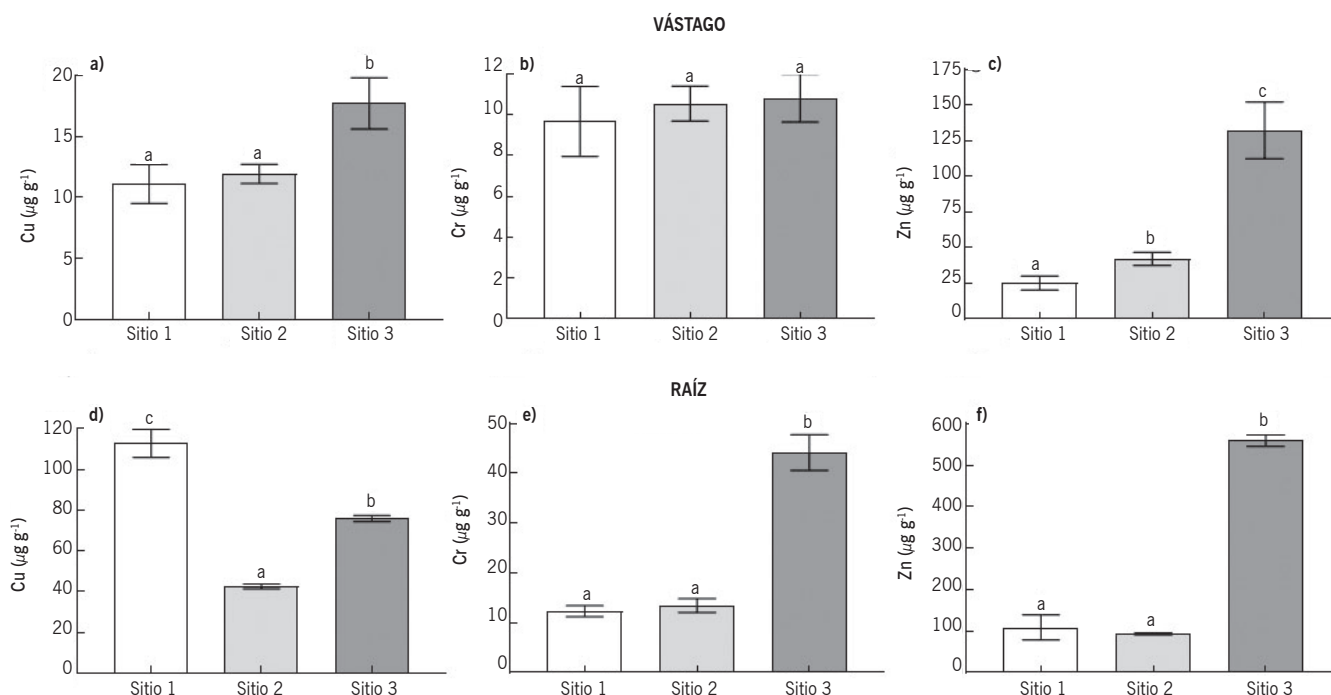 VÁSTAGO
a)
20
15
10
5
0
Cu (µg g-1)
a
a
b
Sitio 1
Sitio 2
Sitio 3
b)
12
10
8
6
4
2
0
Cr (µg g-1)
a
a
a
Sitio 1
Sitio 2
Sitio 3
c)
175
150
125
100
75
50
25
0
Zn (µg g-1)
a
b
c
Sitio 1
Sitio 2
Sitio 3
RAÍZ
d)
120
100
80
60
40
20
0
Cu (µg g-1)
c
a
b
Sitio 1
Sitio 2
Sitio 3
e)
50
40
30
20
10
0
Cr (µg g-1)
a
a
b
Sitio 1
Sitio 2
Sitio 3
f)
600
500
400
300
200
100
0
Zn (µg g-1)
a
a
b
Sitio 1
Sitio 2
Sitio 3